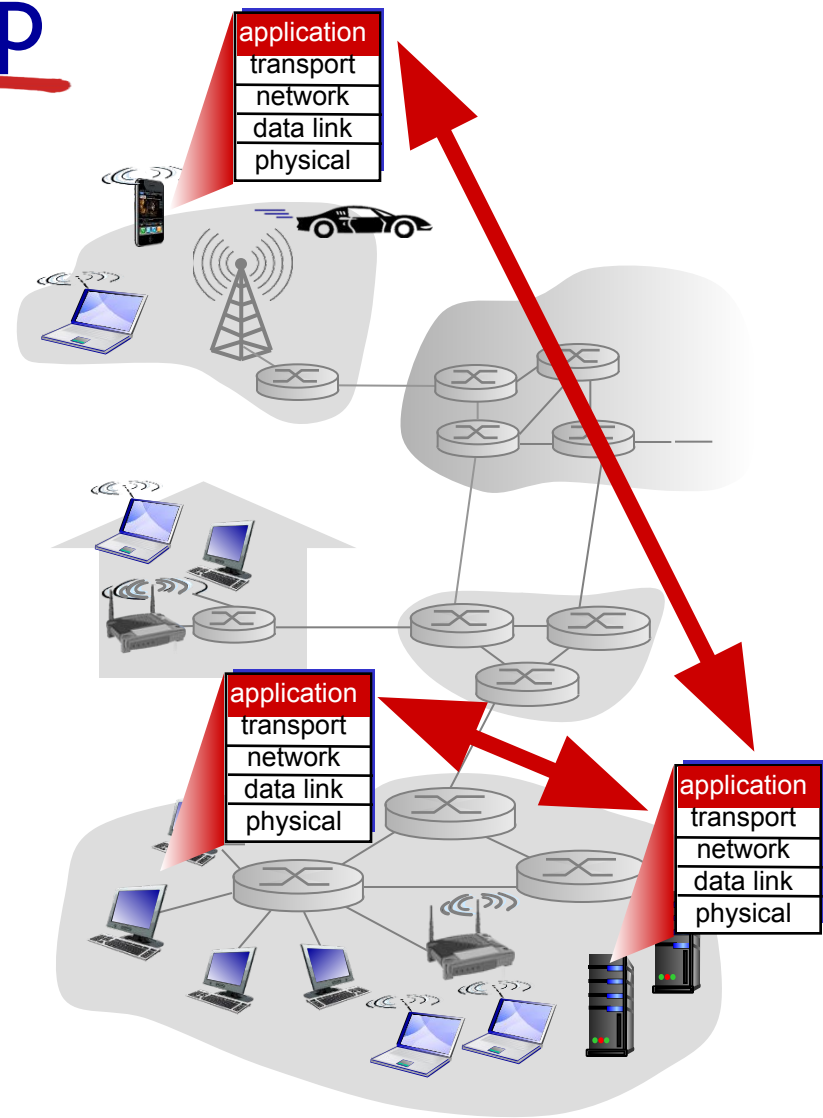 p
application
transport
network
data link
physical
application
transport
network
data link
physical
application
transport
network
data link
physical